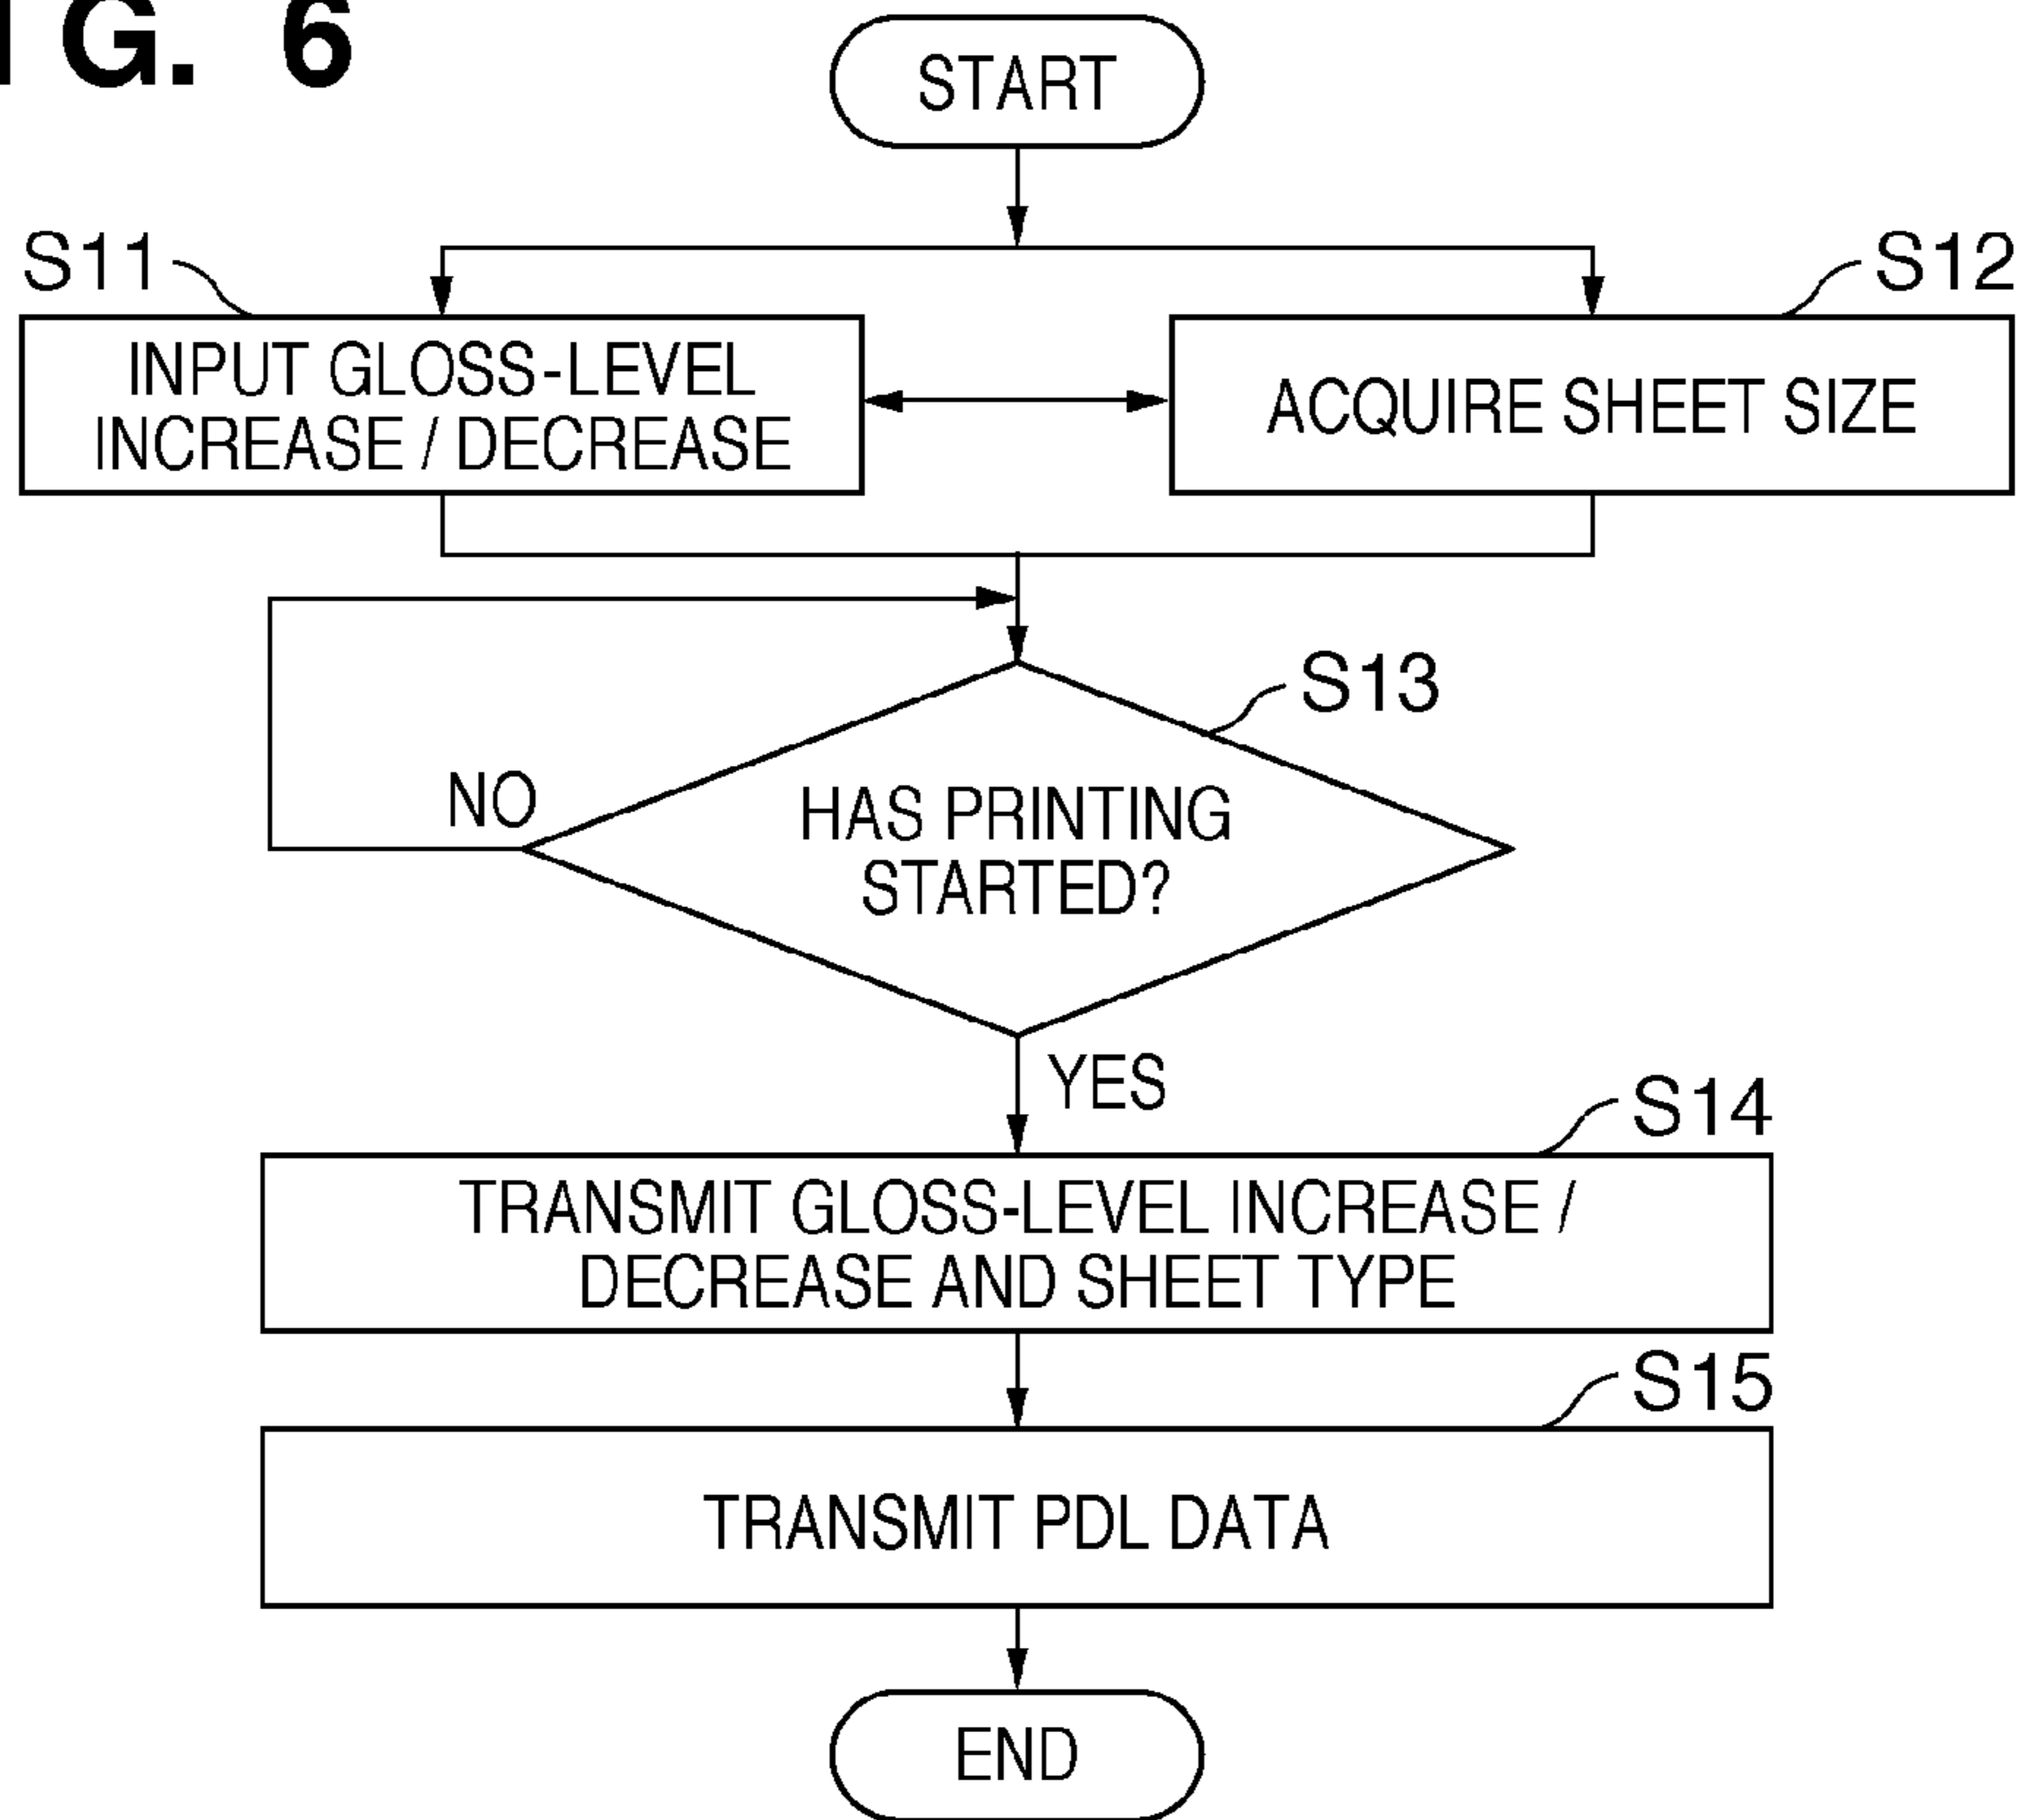 G. 6
START
S11
S12
INPUT GLOSS-LEVEL
INCREASE / DECREASE
ACQUIRE SHEET SIZE
S13
NO
HAS PRINTING
STARTED?
YES
S14
TRANSMIT GLOSS-LEVEL INCREASE /
DECREASE AND SHEET TYPE
S15
TRANSMIT PDL DATA
END